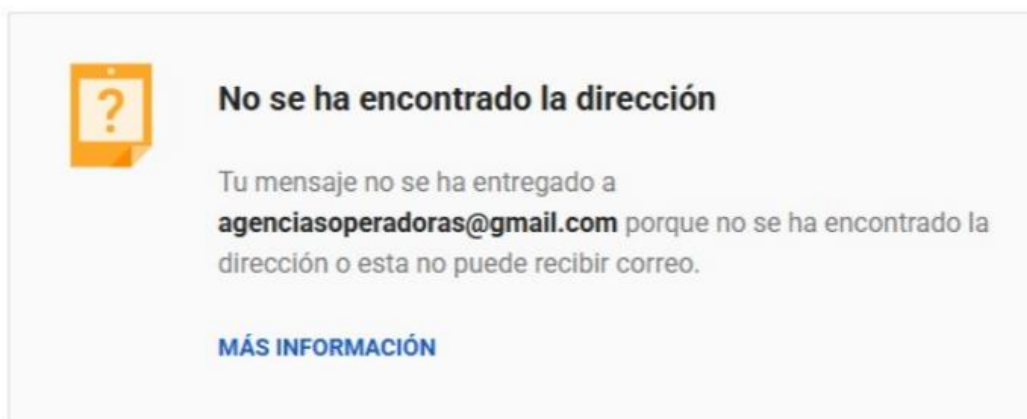 ?
No se ha encontrado la dirección
Tu mensaje no se ha entregado a
agenciasoperadoras@gmail.com porque no se ha encontrado la
dirección o esta no puede recibir correo.
MÁS INFORMACIÓN